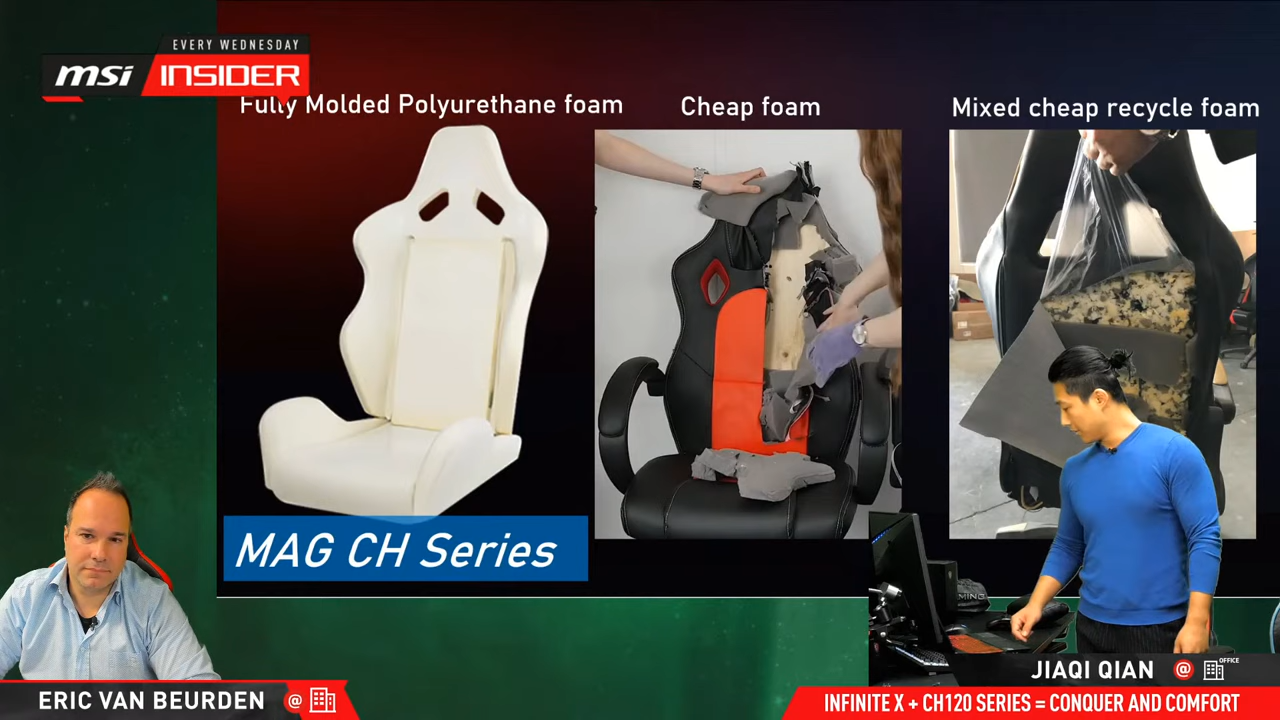 EVERY WEDNESDAY
msi INSIDER
Fully Molded Polyurethane foam
Cheap foam
Mixed cheap recycle foam
MAG CH Series
JIAQI QIAN @ OFFICE
ERIC VAN BEURDEN @
INFINITE X + CH120 SERIES = CONQUER AND COMFORT